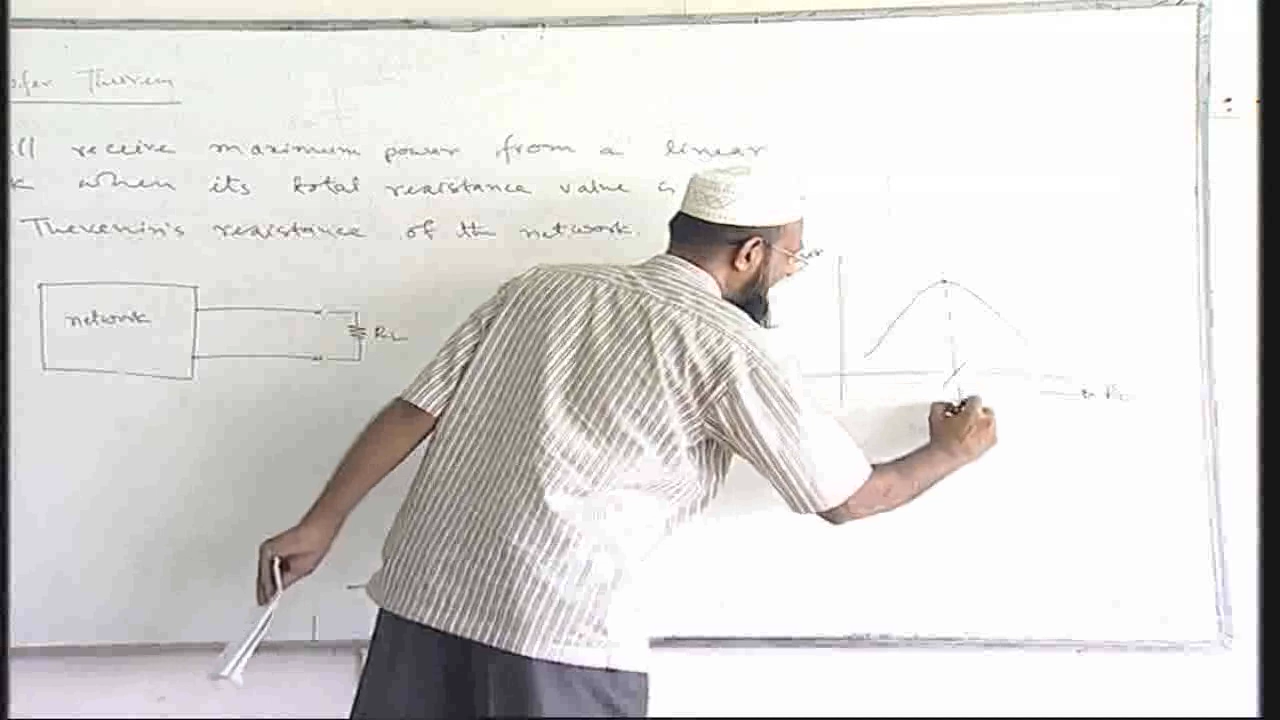 Theorem
receive maximum power from a linear
when its total resistance value is
Thevenin's resistance of the network.
network
RL
RL